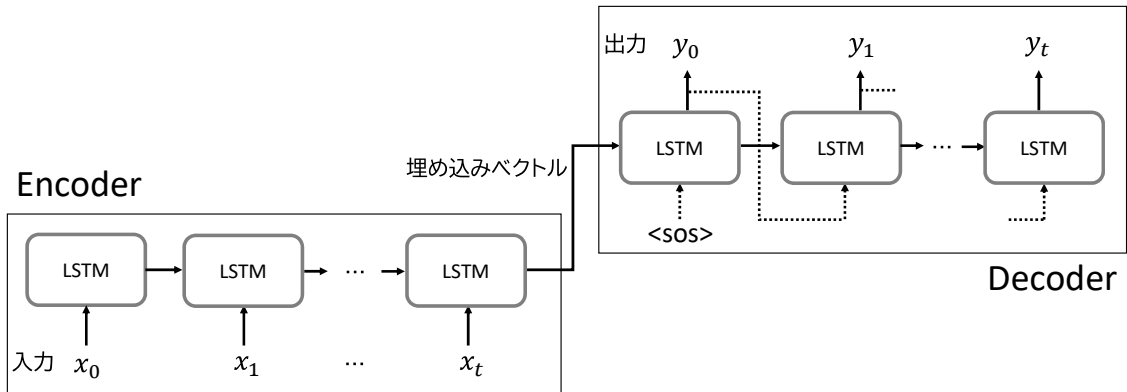 出力 y₀ y₁ yₜ
LSTM LSTM ... LSTM
埋め込みベクトル
<sos>
Encoder
Decoder
LSTM LSTM ... LSTM
入力 x₀ x₁ ... xₜ